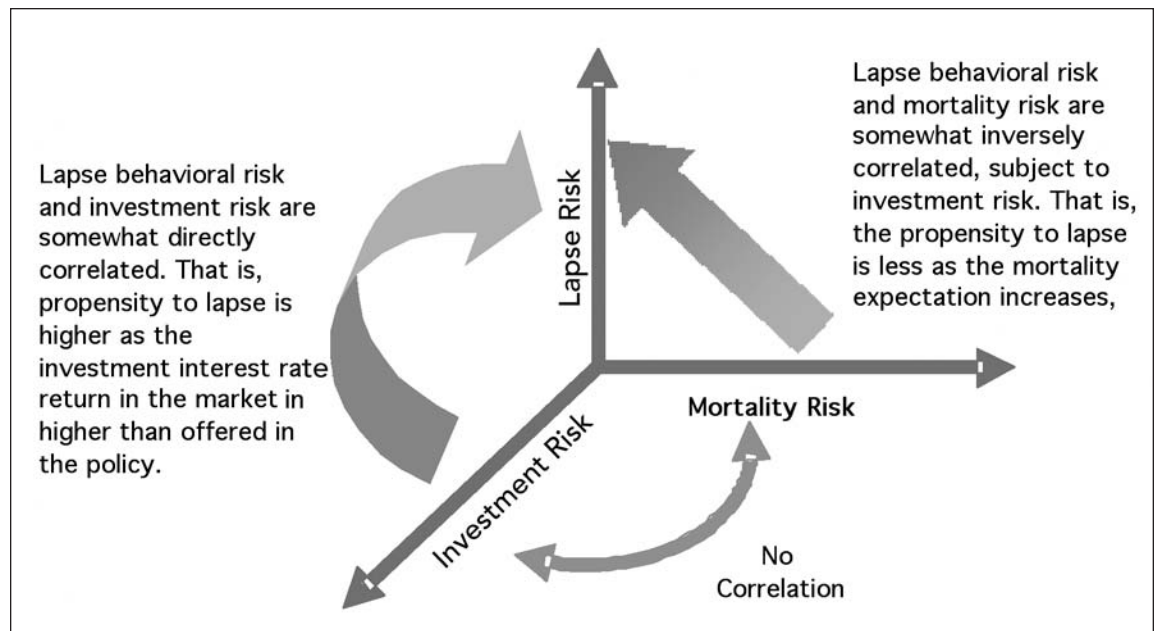 Lapse behavioral risk
and investment risk are
somewhat directly
correlated. That is,
propensity to lapse is
higher as the
investment interest rate
return in the market in
higher than offered in
the policy.
Lapse Risk
Investment Risk
Mortality Risk
No
Correlation
Lapse behavioral risk
and mortality risk are
somewhat inversely
correlated, subject to
investment risk. That is,
the propensity to lapse
is less as the mortality
expectation increases,